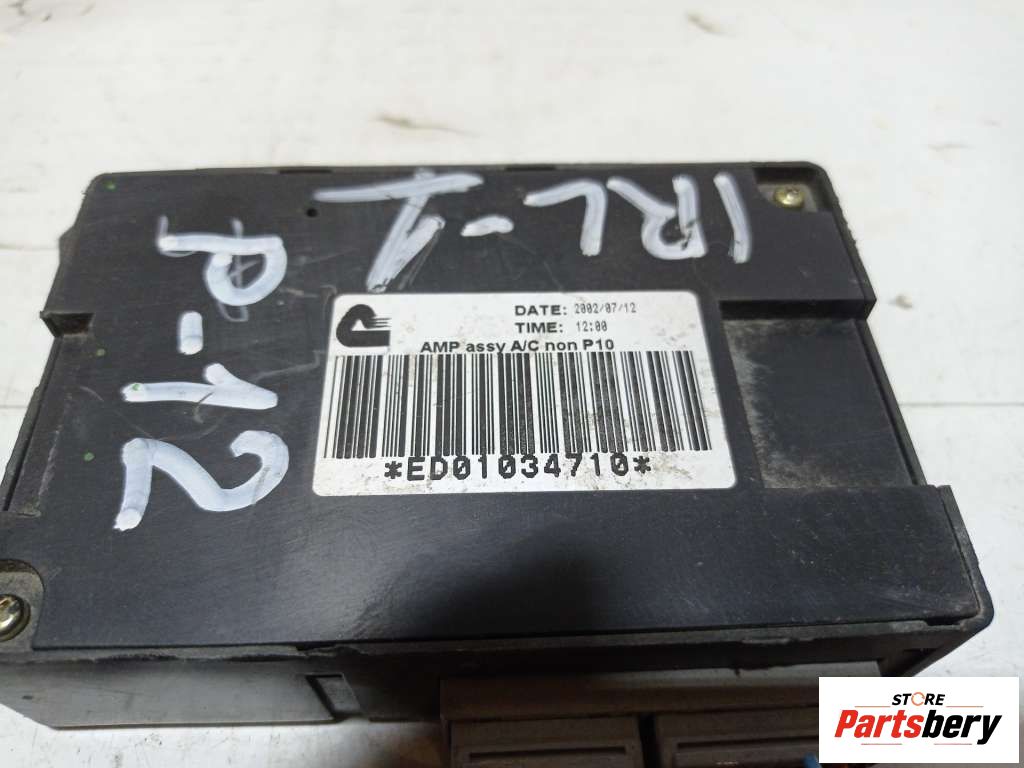 IRL-1
P-12
DATE: 2002/07/12
TIME: 12:00
AMP assy A/C non P10
*ED01034710*
STORE
Partsbery